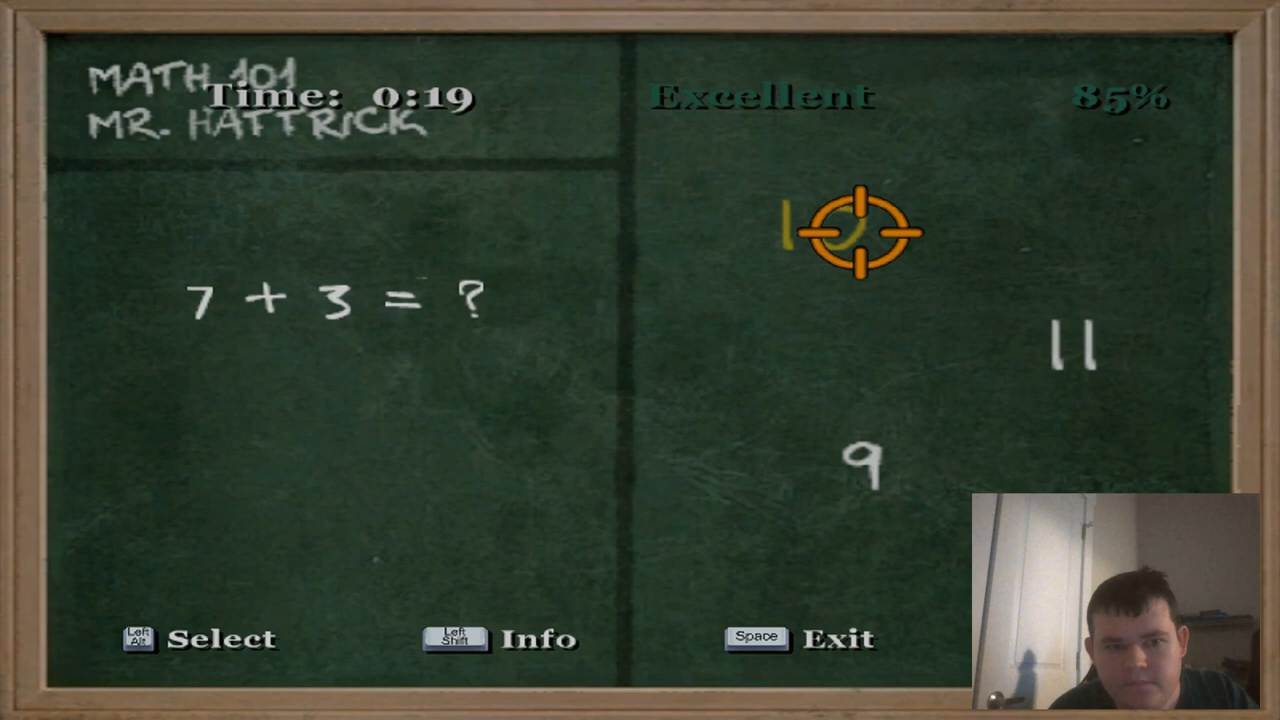 MATH 101
Time: 0:19
Excellent
85%
MR. HATTRICK
10
7 + 3 = ?
11
9
Left Alt Select
Left Shift Info
Space Exit